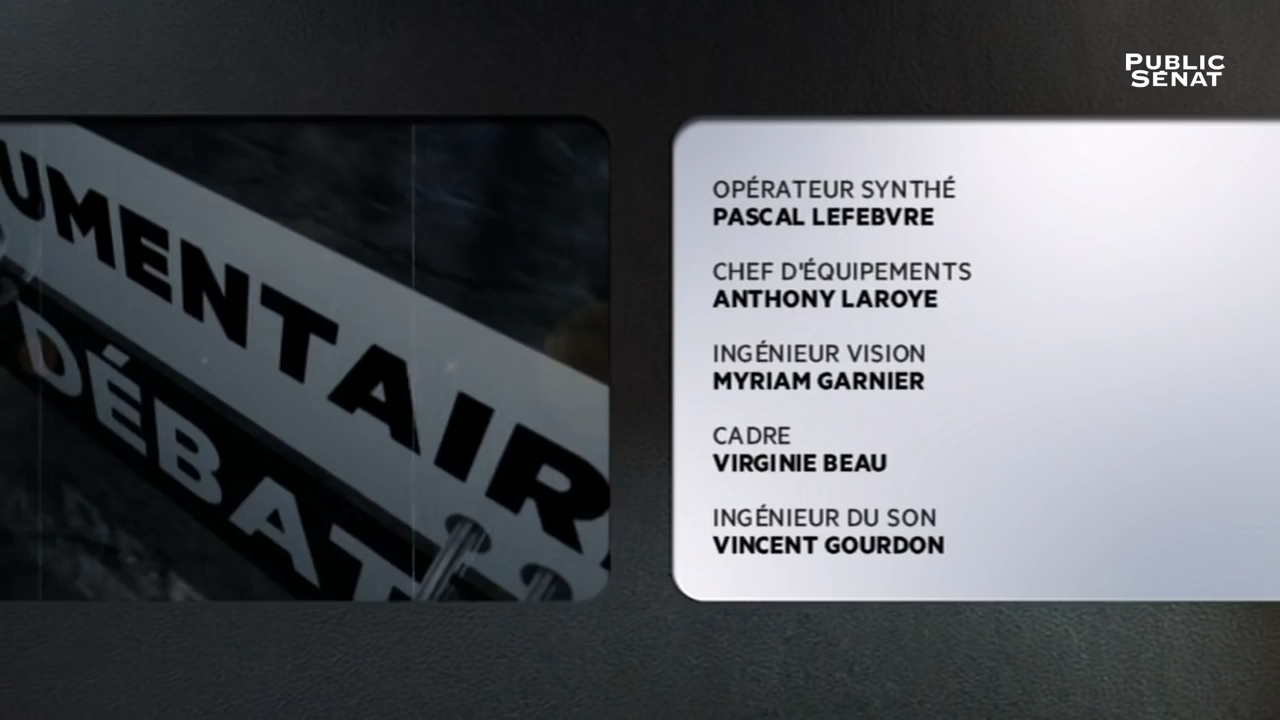 PUBLIC
SÉNAT
UMENTAIR
DÉBAT
OPÉRATEUR SYNTHÉ
PASCAL LEFEBVRE
CHEF D'ÉQUIPEMENTS
ANTHONY LAROYE
INGÉNIEUR VISION
MYRIAM GARNIER
CADRE
VIRGINIE BEAU
INGÉNIEUR DU SON
VINCENT GOURDON